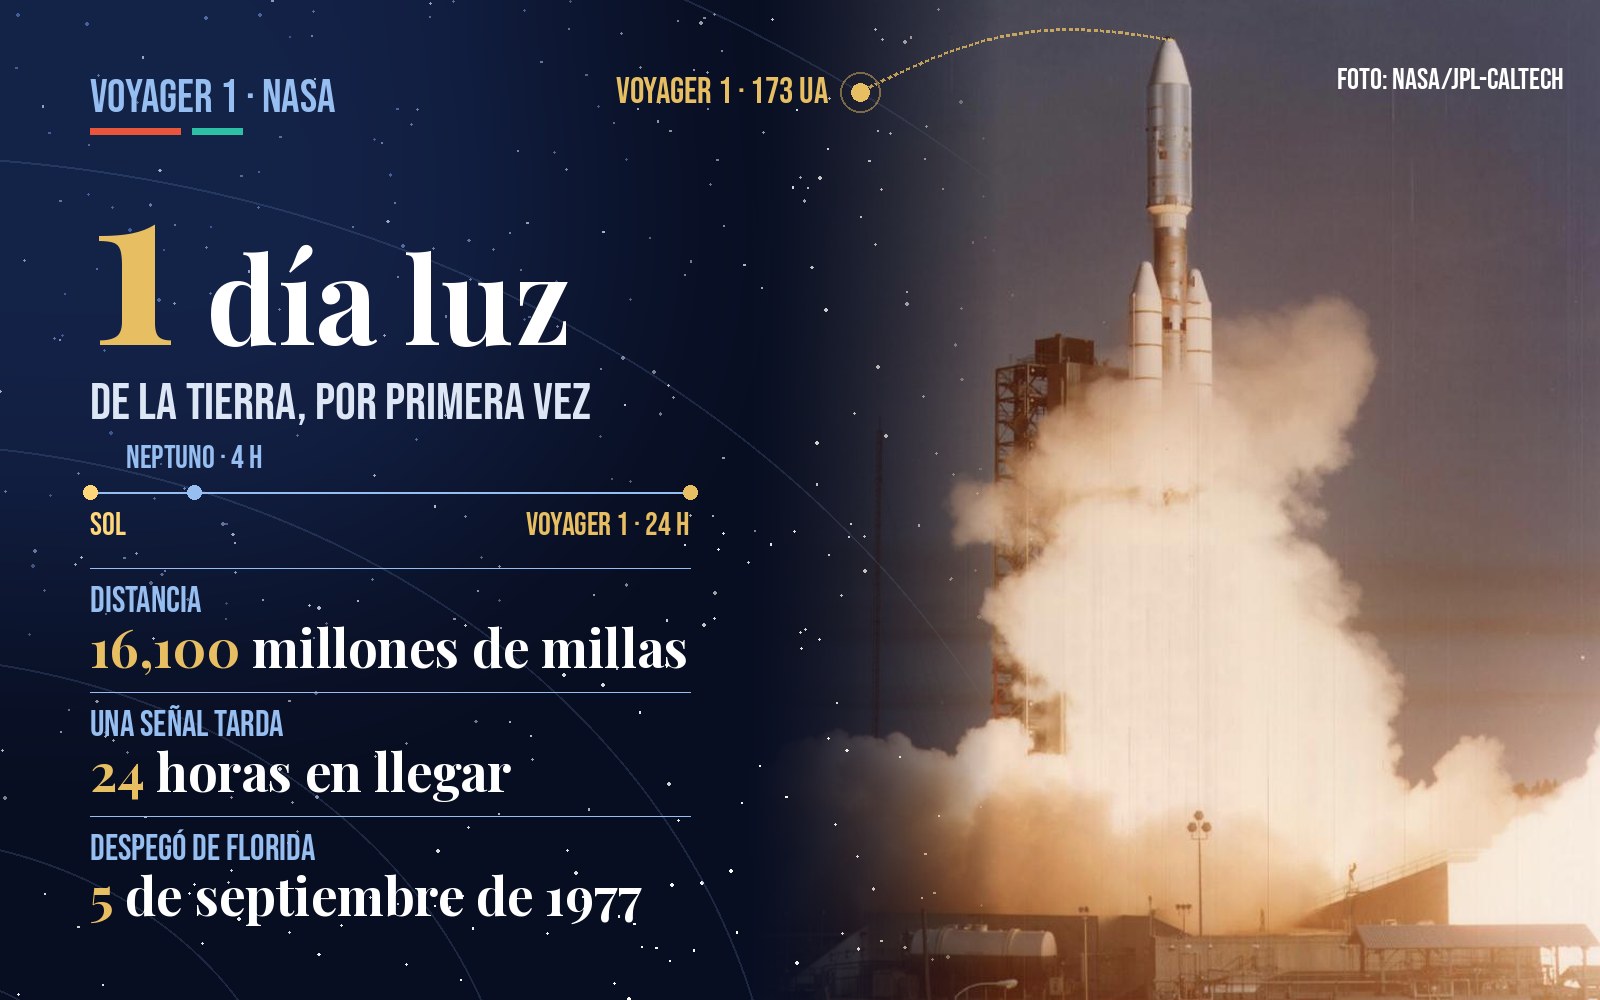 VOYAGER 1 · NASA
VOYAGER 1 · 173 UA
FOTO: NASA/JPL-CALTECH
1 día luz
DE LA TIERRA, POR PRIMERA VEZ
NEPTUNO · 4 H
SOL
VOYAGER 1 · 24 H
DISTANCIA
16,100 millones de millas
UNA SEÑAL TARDA
24 horas en llegar
DESPEGÓ DE FLORIDA
5 de septiembre de 1977